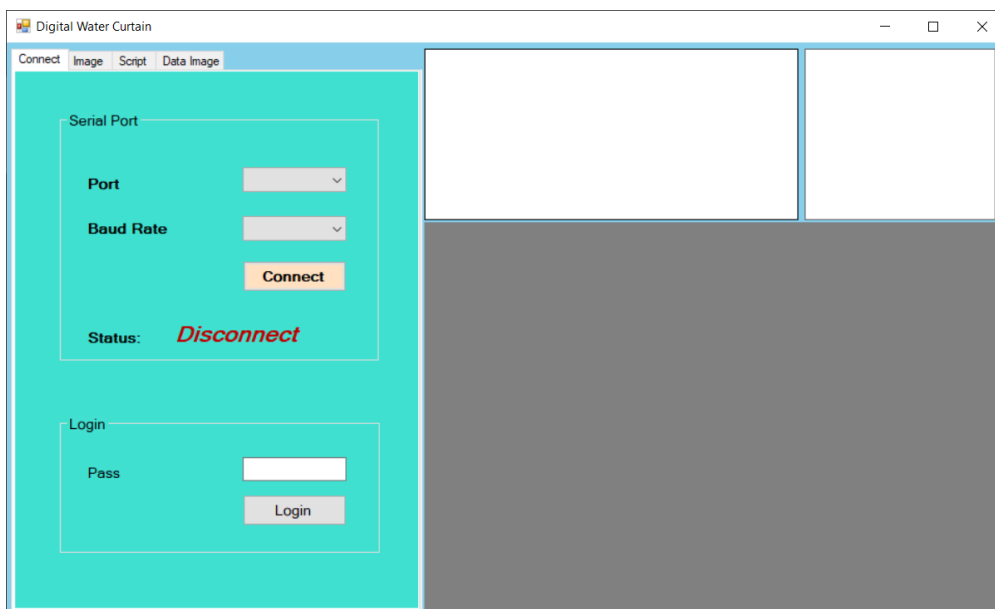 Digital Water Curtain
Connect Image Script Data Image
Serial Port
Port
Baud Rate
Connect
Status: Disconnect
Login
Pass
Login